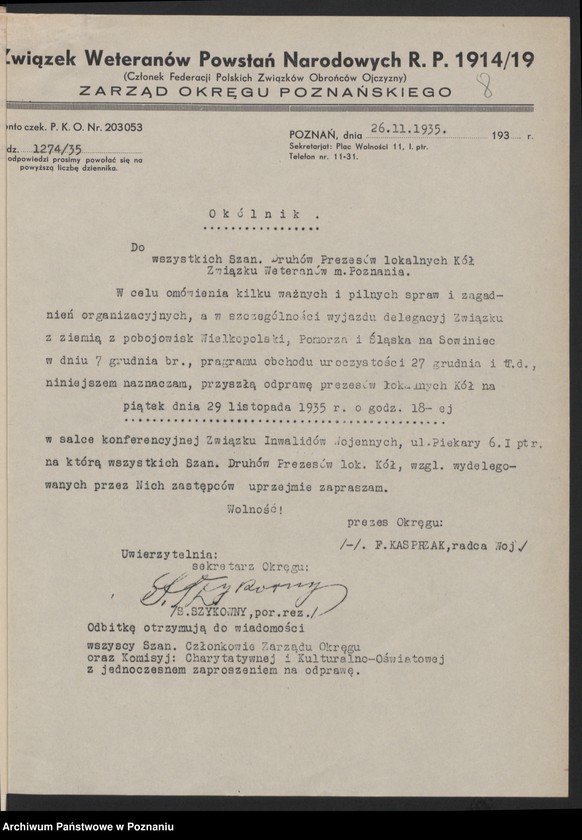 Związek Weteranów Powstań Narodowych R. P. 1914/19
(Członek Federacji Polskich Związków Obrońców Ojczyzny)
ZARZĄD OKRĘGU POZNAŃSKIEGO
8
onto czek. P. K. O. Nr. 203053
dz. 1274/35
odpowiedzi prosimy powołać się na
powyższą liczbę dziennika.
POZNAŃ, dnia 26.11.1935. 193 r.
Sekretarjat: Plac Wolności 11, I. ptr.
Telefon nr. 11-31.
Okólnik.
Do
wszystkich Szan. Druhów Prezesów lokalnych Kół
Związku Weteranów m.Poznania.
W celu omówienia kilku ważnych i pilnych spraw i zagad-
nień organizacyjnych, a w szczególności wyjazdu delegacyj Związku
z ziemią z pobojowisk Wielkopolski, Pomorza i Śląska na Sowiniec
w dniu 7 grudnia br., pragramu obchodu uroczystości 27 grudnia i t.d.,
niniejszem naznaczam, przyszłą odprawę prezesów lokalnych Kół na
piątek dnia 29 listopada 1935 r. o godz. 18- ej
w salce konferencyjnej Związku Inwalidów Wojennych, ul.Piekary 6.I ptr.
na którą wszystkich Szan. Druhów Prezesów lok. Kół, wzgl. wydelego-
wanych przez Nich zastępców uprzejmie zapraszam.
Wolność!
prezes Okręgu:
/-/. F.KASPRZAK,radca Woj/
Uwierzytelnia:
sekretarz Okręgu:
S. Szykowny
/S.SZYKOWNY,por.rez./
Odbitkę otrzymują do wiadomości
wszyscy Szan. Członkowie Zarządu Okręgu
oraz Komisyj: Charytatywnej i Kulturalno-Oświatowej
z jednoczesnem zaproszeniem na odprawę.
Archiwum Państwowe w Poznaniu